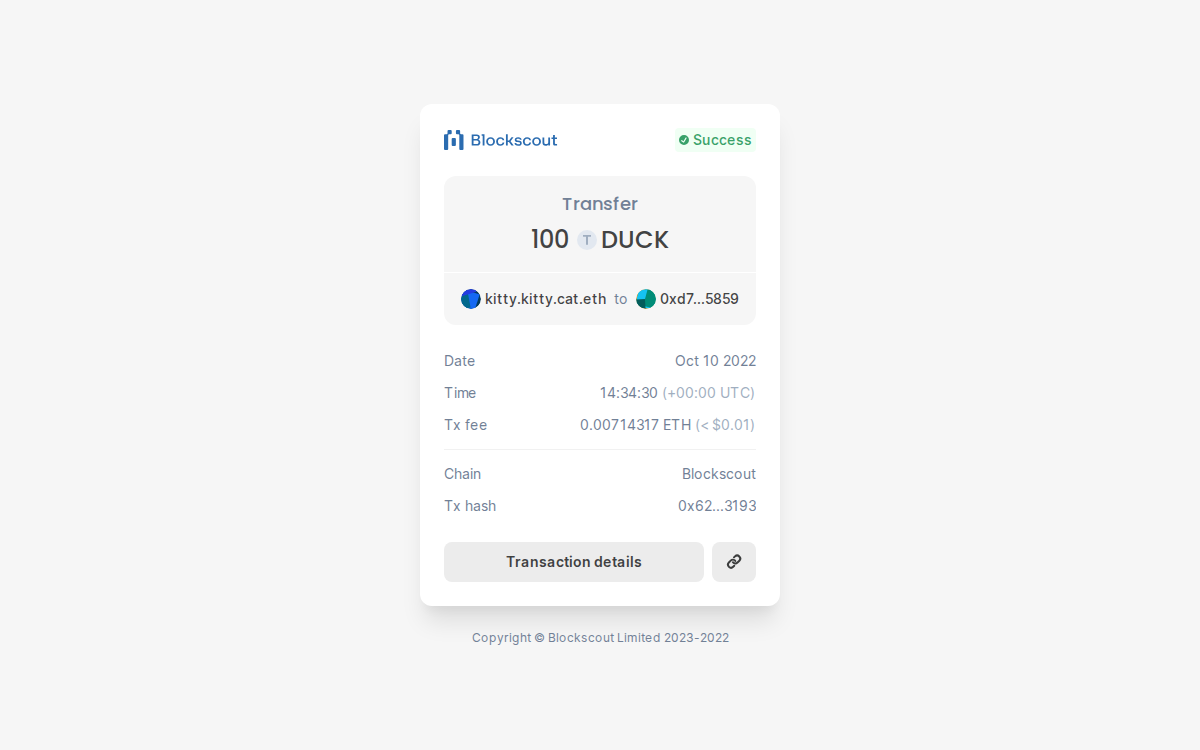 Blockscout Success
Transfer
100 T DUCK
kitty.kitty.cat.eth to 0xd7...5859
Date Oct 10 2022
Time 14:34:30 (+00:00 UTC)
Tx fee 0.00714317 ETH (< $0.01)
Chain Blockscout
Tx hash 0x62...3193
Transaction details
Copyright © Blockscout Limited 2023-2022